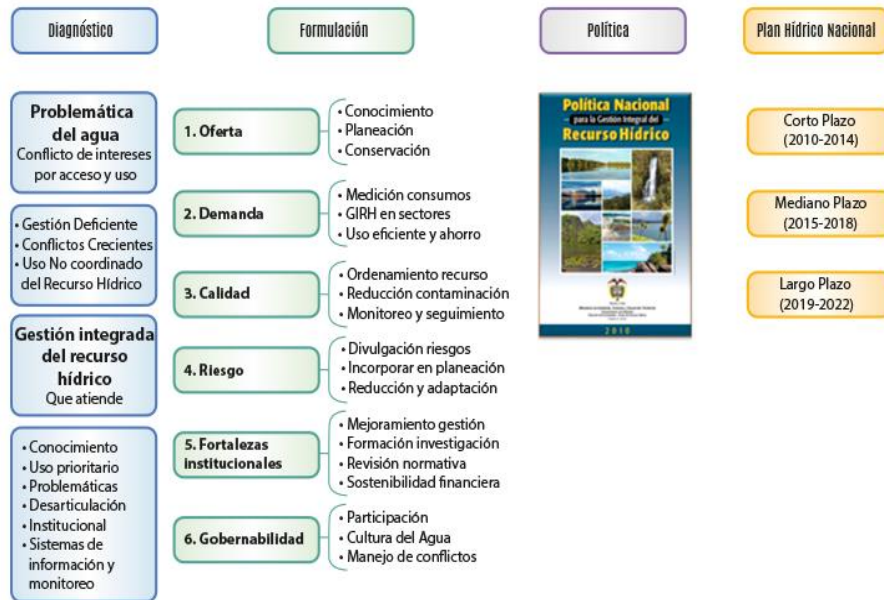 Diagnóstico
Formulación
Política
Plan Hídrico Nacional
Problemática
del agua
Conflicto de intereses
por acceso y uso
• Gestión Deficiente
• Conflictos Crecientes
• Uso No coordinado
del Recurso Hídrico
Gestión integrada
del recurso
hídrico
Que atiende
• Conocimiento
• Uso prioritario
• Problemáticas
• Desarticulación
• Institucional
• Sistemas de
información y
monitoreo
1. Oferta
• Conocimiento
• Planeación
• Conservación
2. Demanda
• Medición consumos
• GIRH en sectores
• Uso eficiente y ahorro
3. Calidad
• Ordenamiento recurso
• Reducción contaminación
• Monitoreo y seguimiento
4. Riesgo
• Divulgación riesgos
• Incorporar en planeación
• Reducción y adaptación
5. Fortalezas
institucionales
• Mejoramiento gestión
• Formación investigación
• Revisión normativa
• Sostenibilidad financiera
6. Gobernabilidad
• Participación
• Cultura del Agua
• Manejo de conflictos
Política Nacional
para la Gestión Integral del
Recurso Hídrico
2010
Corto Plazo
(2010-2014)
Mediano Plazo
(2015-2018)
Largo Plazo
(2019-2022)